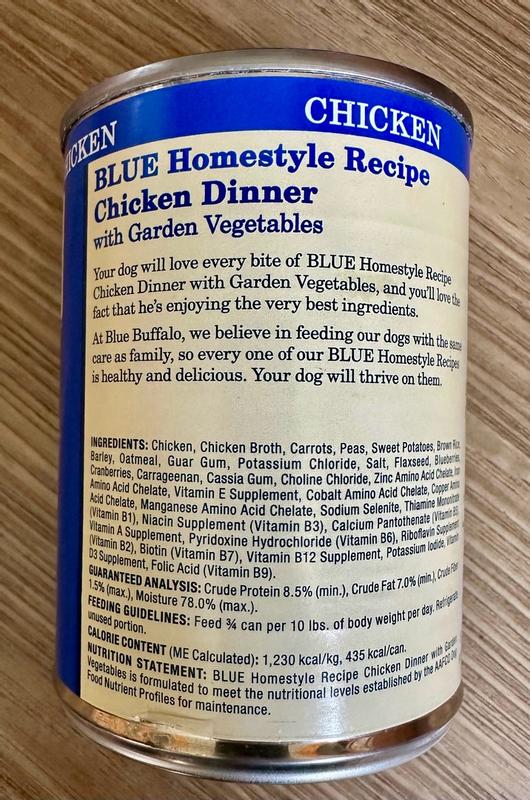 CHICKEN
CKEN
BLUE Homestyle Recipe
Chicken Dinner
with Garden Vegetables
Your dog will love every bite of BLUE Homestyle Recipe
Chicken Dinner with Garden Vegetables, and you'll love the
fact that he's enjoying the very best ingredients.
At Blue Buffalo, we believe in feeding our dogs with the same
care as family, so every one of our BLUE Homestyle Recipes
is healthy and delicious. Your dog will thrive on them.
INGREDIENTS: Chicken, Chicken Broth, Carrots, Peas, Sweet Potatoes, Brown Rice,
Barley, Oatmeal, Guar Gum, Potassium Chloride, Salt, Flaxseed, Blueberries,
Cranberries, Carrageenan, Cassia Gum, Choline Chloride, Zinc Amino Acid Chelate, Iron
Amino Acid Chelate, Vitamin E Supplement, Cobalt Amino Acid Chelate, Copper Amino
Acid Chelate, Manganese Amino Acid Chelate, Sodium Selenite, Thiamine Mononitrate
(Vitamin B1), Niacin Supplement (Vitamin B3), Calcium Pantothenate (Vitamin B5),
Vitamin A Supplement, Pyridoxine Hydrochloride (Vitamin B6), Riboflavin Supplement
(Vitamin B2), Biotin (Vitamin B7), Vitamin B12 Supplement, Potassium Iodide, Vitamin
D3 Supplement, Folic Acid (Vitamin B9).
GUARANTEED ANALYSIS: Crude Protein 8.5% (min.), Crude Fat 7.0% (min.), Crude Fiber
1.5% (max.), Moisture 78.0% (max.).
FEEDING GUIDELINES: Feed ¾ can per 10 lbs. of body weight per day. Refrigerate
unused portion.
CALORIE CONTENT (ME Calculated): 1,230 kcal/kg, 435 kcal/can.
NUTRITION STATEMENT: BLUE Homestyle Recipe Chicken Dinner with Garden
Vegetables is formulated to meet the nutritional levels established by the AAFCO Dog
Food Nutrient Profiles for maintenance.